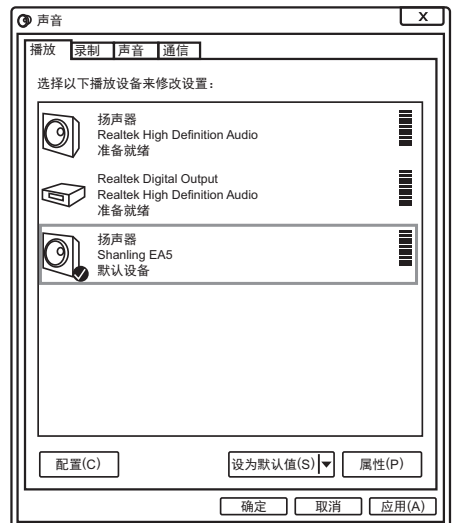 声音
X
播放 录制 声音 通信
选择以下播放设备来修改设置：
扬声器
Realtek High Definition Audio
准备就绪
Realtek Digital Output
Realtek High Definition Audio
准备就绪
扬声器
Shanling EA5
默认设备
配置(C) 设为默认值(S) 属性(P)
确定 取消 应用(A)